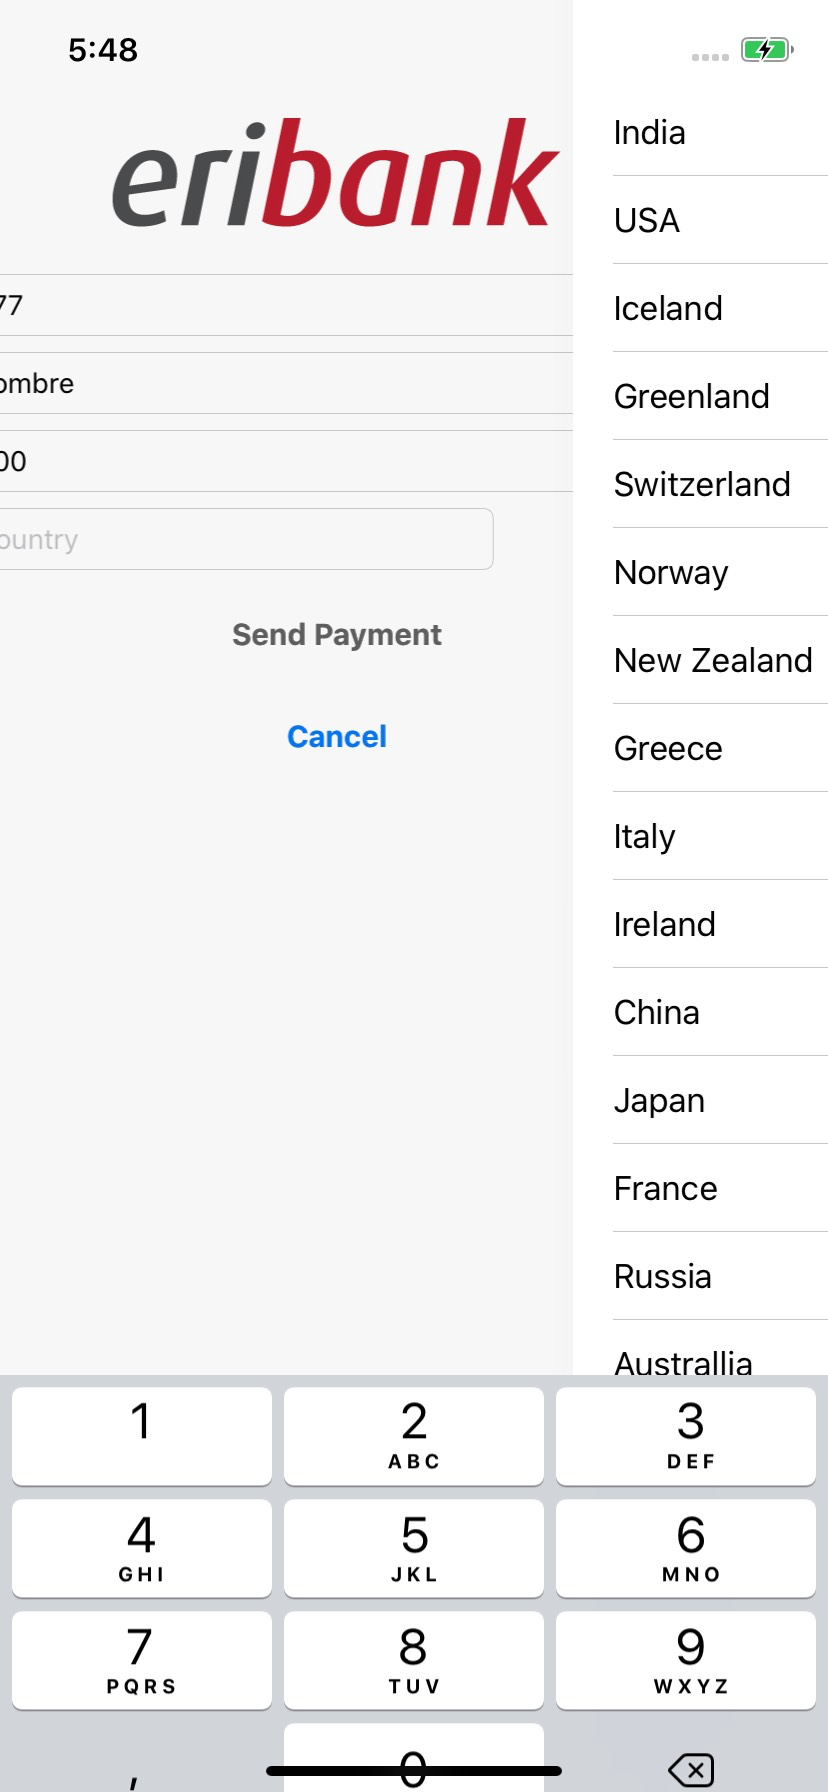 5:48
eribank
77
ombre
00
ountry
Send Payment
Cancel
India
USA
Iceland
Greenland
Switzerland
Norway
New Zealand
Greece
Italy
Ireland
China
Japan
France
Russia
Australlia
1
2
ABC
3
DEF
4
GHI
5
JKL
6
MNO
7
PQRS
8
TUV
9
WXYZ
,
0